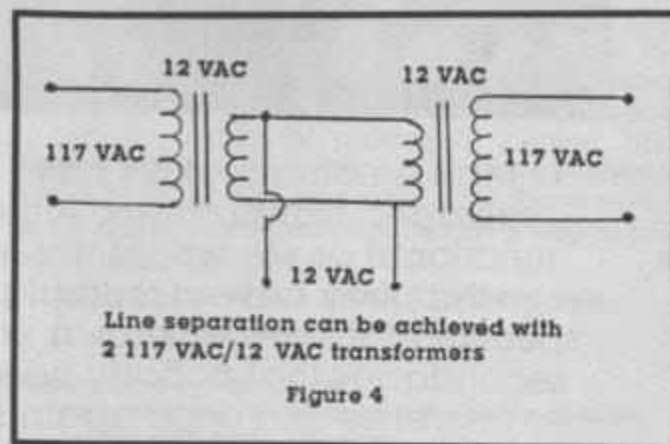 12 VAC
12 VAC
117 VAC
117 VAC
12 VAC
Line separation can be achieved with
2 117 VAC/12 VAC transformers
Figure 4